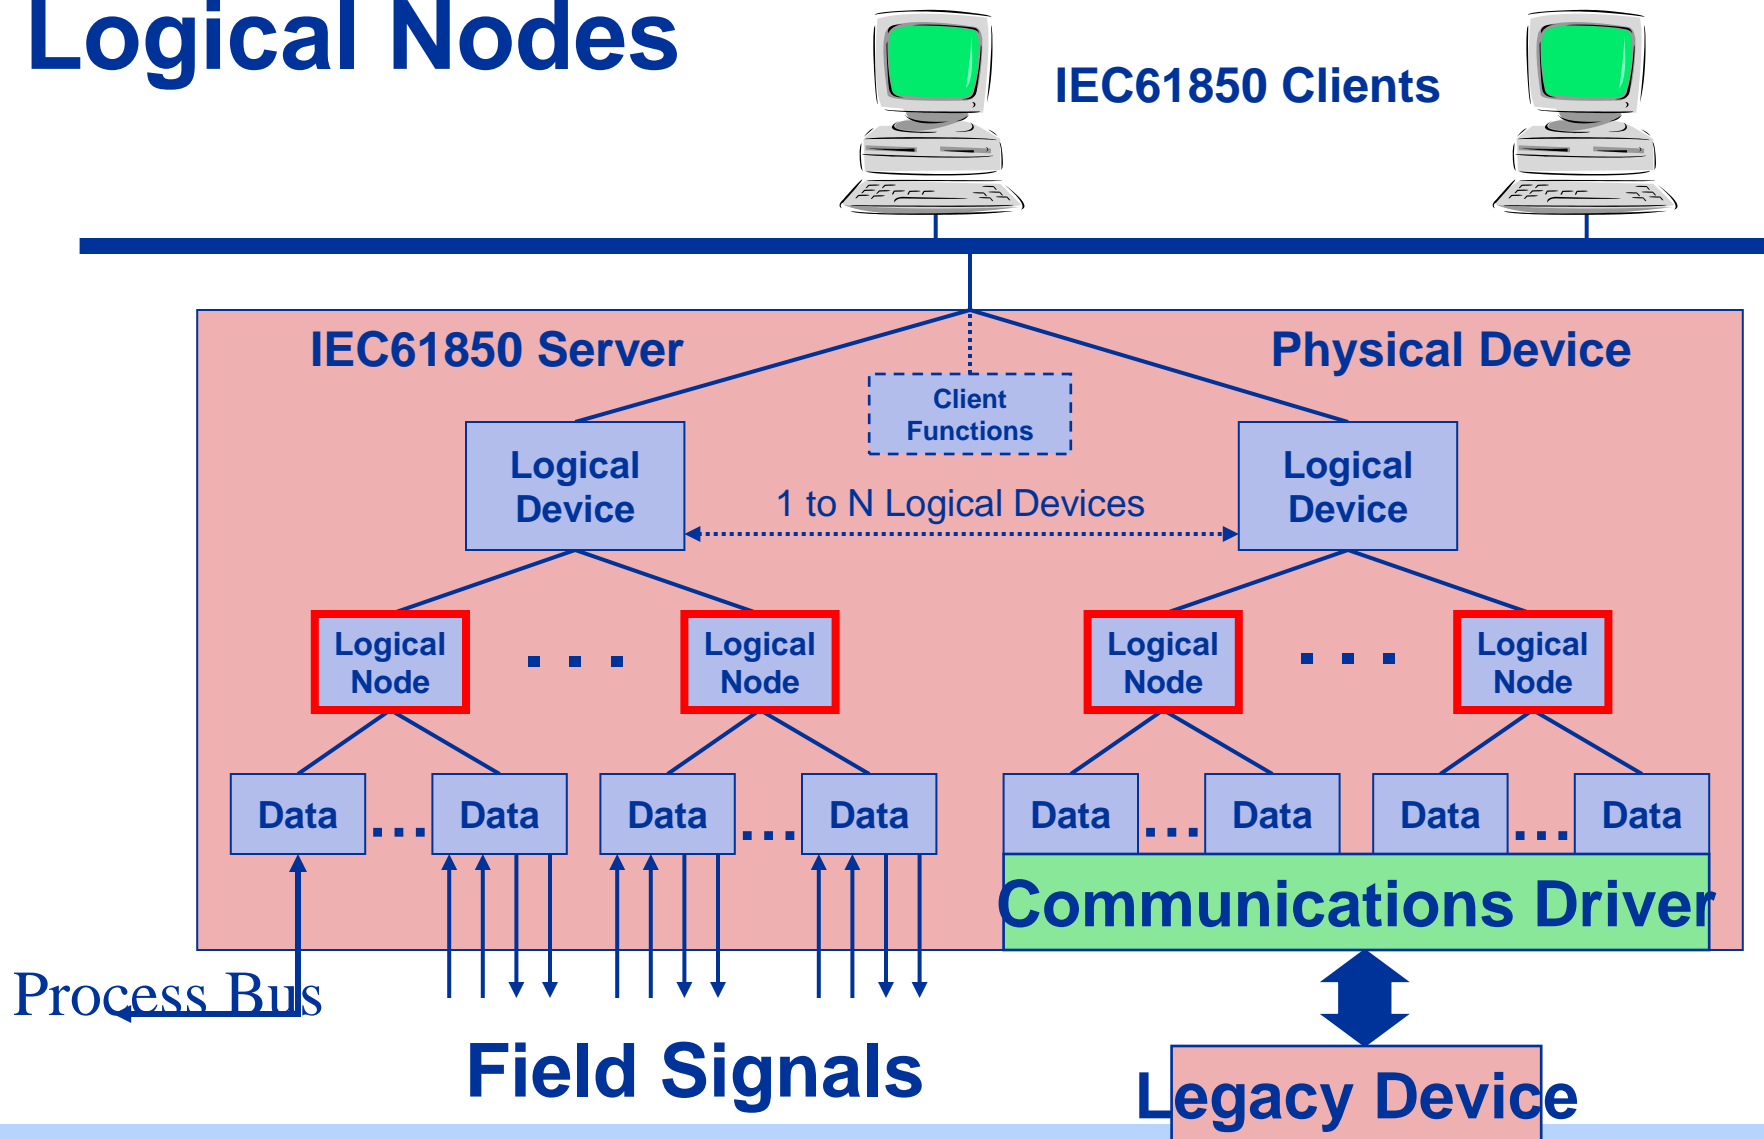 Logical Nodes
IEC61850 Clients
IEC61850 Server
Physical Device
Client
Functions
Logical
Device
1 to N Logical Devices
Logical
Device
Logical
Node
. . .
Logical
Node
Logical
Node
. . .
Logical
Node
Data
...
Data
Data
...
Data
Data
...
Data
Data
...
Data
Communications Driver
Process Bus
Field Signals
Legacy Device